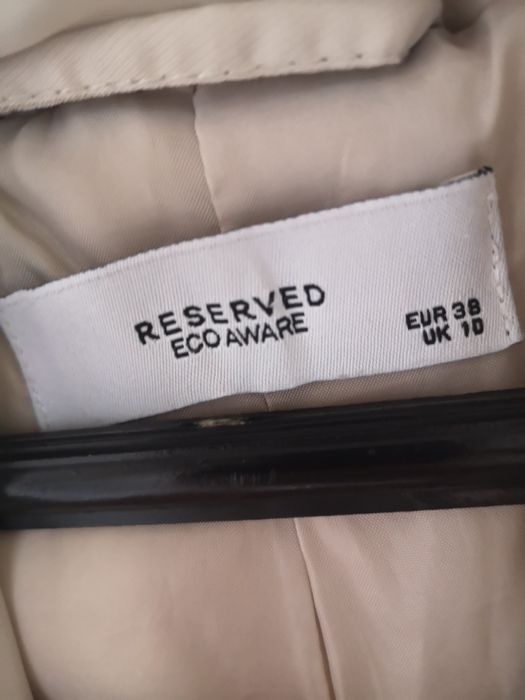 RESERVED
ECO AWARE
EUR 38
UK 10